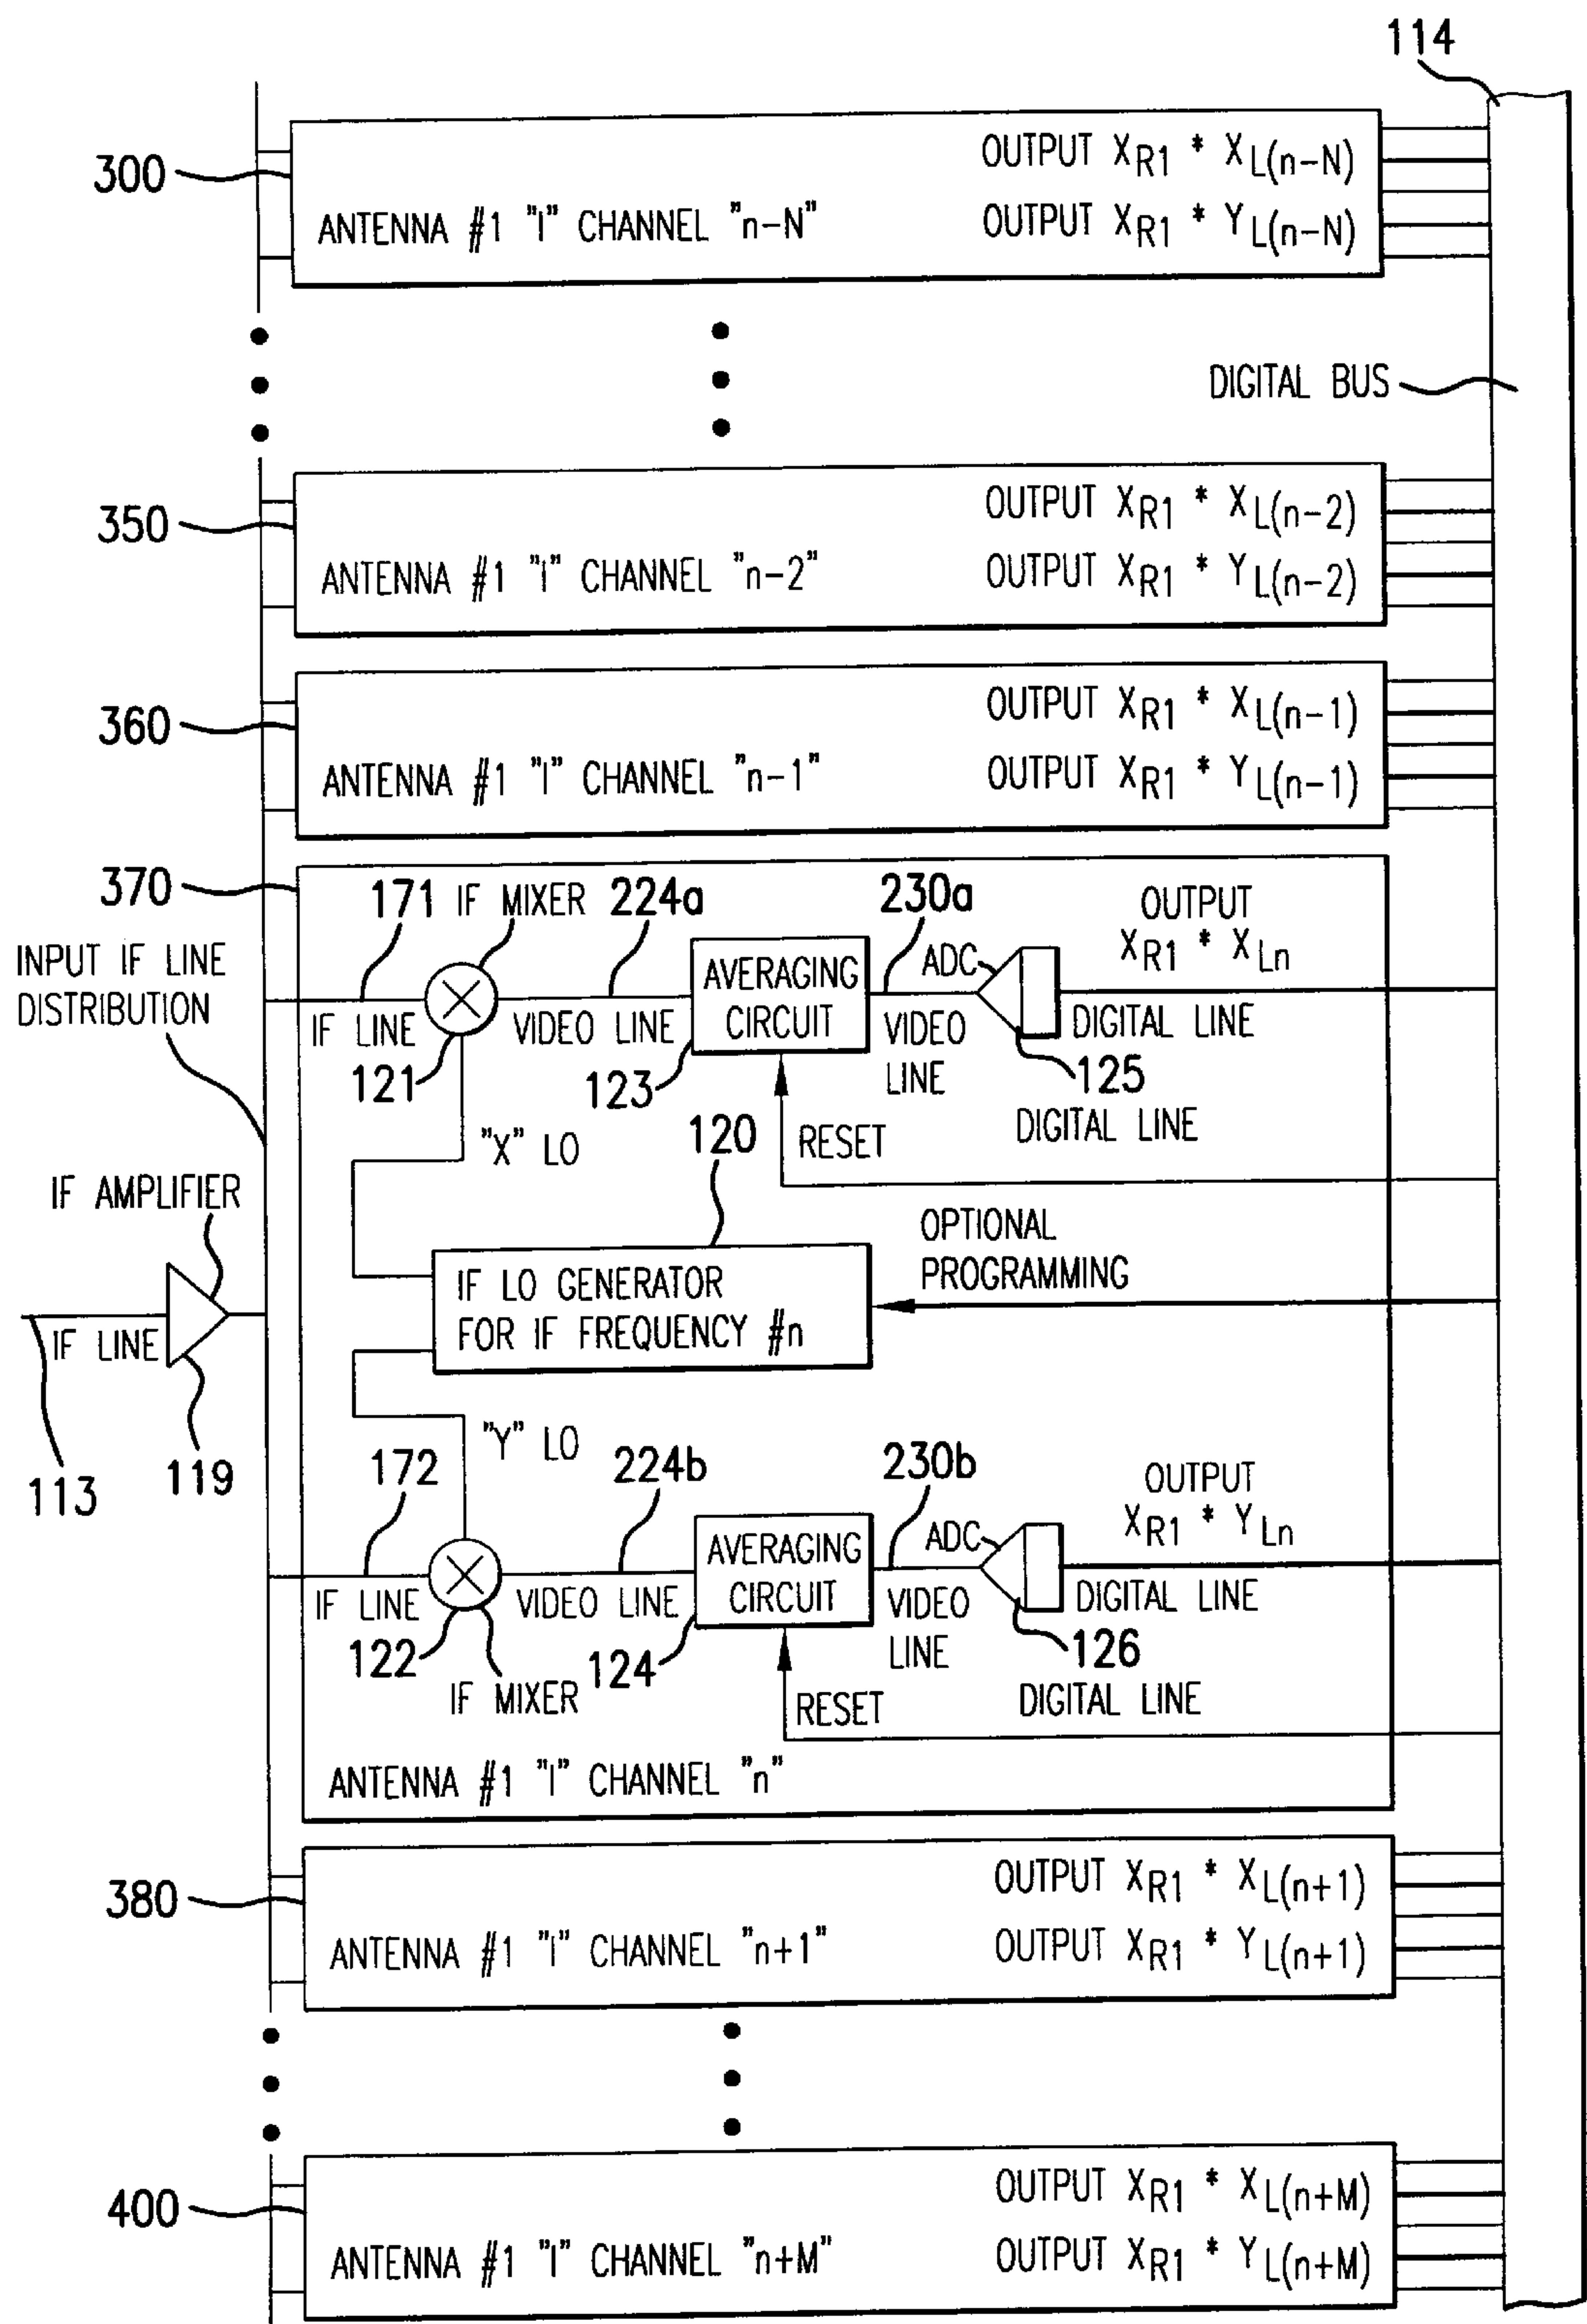 114
300
OUTPUT XR1 * XL(n-N)
ANTENNA #1 "I" CHANNEL "n-N"
OUTPUT XR1 * YL(n-N)
DIGITAL BUS
350
OUTPUT XR1 * XL(n-2)
ANTENNA #1 "I" CHANNEL "n-2"
OUTPUT XR1 * YL(n-2)
360
OUTPUT XR1 * XL(n-1)
ANTENNA #1 "I" CHANNEL "n-1"
OUTPUT XR1 * YL(n-1)
370
171
IF MIXER
224a
230a
OUTPUT
XR1 * XLn
INPUT IF LINE
DISTRIBUTION
AVERAGING
CIRCUIT
ADC
IF LINE
VIDEO LINE
VIDEO
LINE
DIGITAL LINE
121
123
125
DIGITAL LINE
"X" LO
120
RESET
IF AMPLIFIER
OPTIONAL
PROGRAMMING
IF LO GENERATOR
FOR IF FREQUENCY #n
IF LINE
113
119
"Y" LO
172
224b
230b
OUTPUT
XR1 * YLn
AVERAGING
CIRCUIT
ADC
IF LINE
VIDEO LINE
VIDEO
LINE
DIGITAL LINE
122
124
126
IF MIXER
RESET
DIGITAL LINE
ANTENNA #1 "I" CHANNEL "n"
380
OUTPUT XR1 * XL(n+1)
ANTENNA #1 "I" CHANNEL "n+1"
OUTPUT XR1 * YL(n+1)
400
OUTPUT XR1 * XL(n+M)
ANTENNA #1 "I" CHANNEL "n+M"
OUTPUT XR1 * YL(n+M)